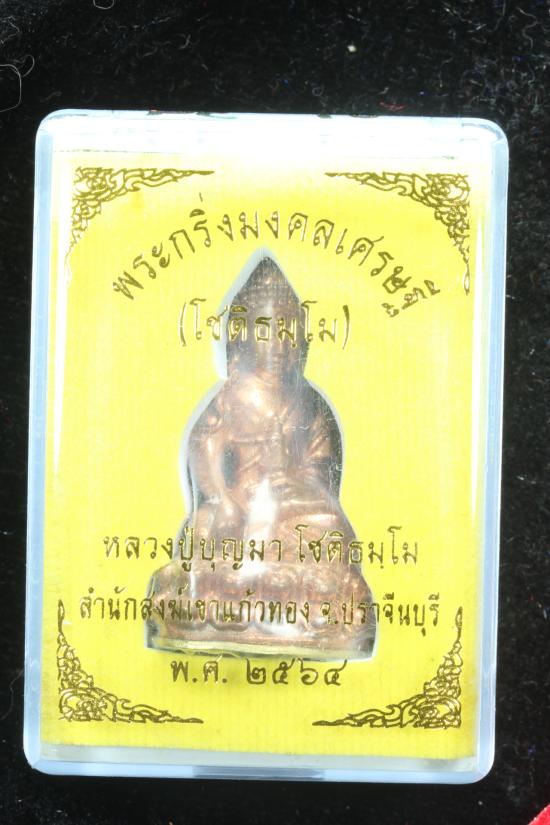 พระกริ่งมงคลเศรษฐี
(โชติธมฺโม)
หลวงปู่บุญมา โชติธมฺโม
สำนักสงฆ์เขาแก้วทอง จ.ปราจีนบุรี
พ.ศ. ๒๕๖๔